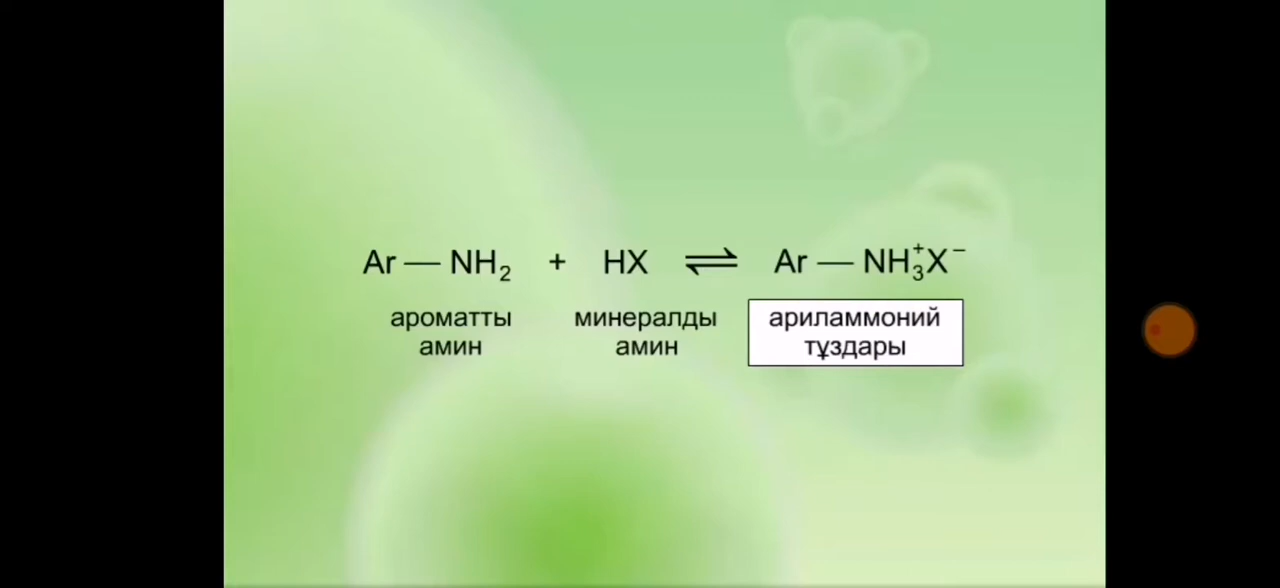 Ar — NH₂ + HX ⇌ Ar — NH₃⁺X⁻
ароматты минералды ариламмоний
амин амин тұздары